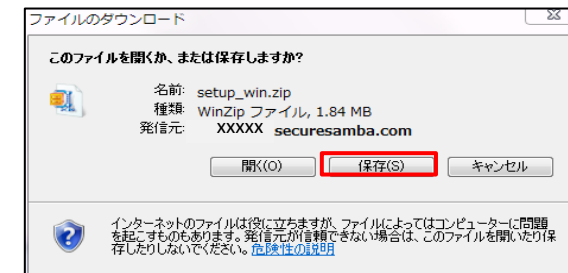 ファイルのダウンロード
このファイルを開くか、または保存しますか?
名前: setup_win.zip
種類: WinZip ファイル, 1.84 MB
発信元: XXXXX securesamba.com
開く(O) 保存(S) キャンセル
インターネットのファイルは役に立ちますが、ファイルによってはコンピューターに問題
を起こすものもあります。発信元が信頼できない場合は、このファイルを開いたり保
存したりしないでください。危険性の説明